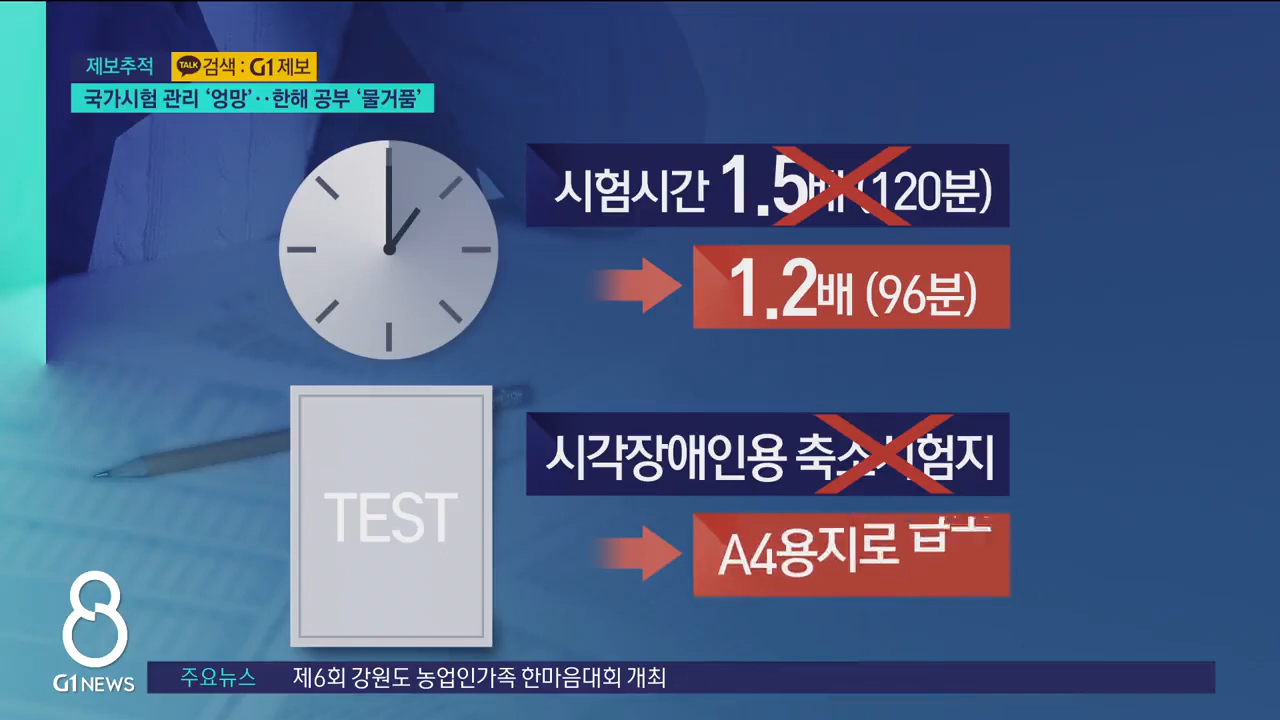 제보추적 TALK 검색 : G1 제보
국가시험 관리 '엉망'‥한해 공부 '물거품'
시험시간 1.5배 (120분)
1.2배 (96분)
시각장애인용 축소시험지
TEST
A4용지로
8
G1 NEWS
주요뉴스 제6회 강원도 농업인가족 한마음대회 개최